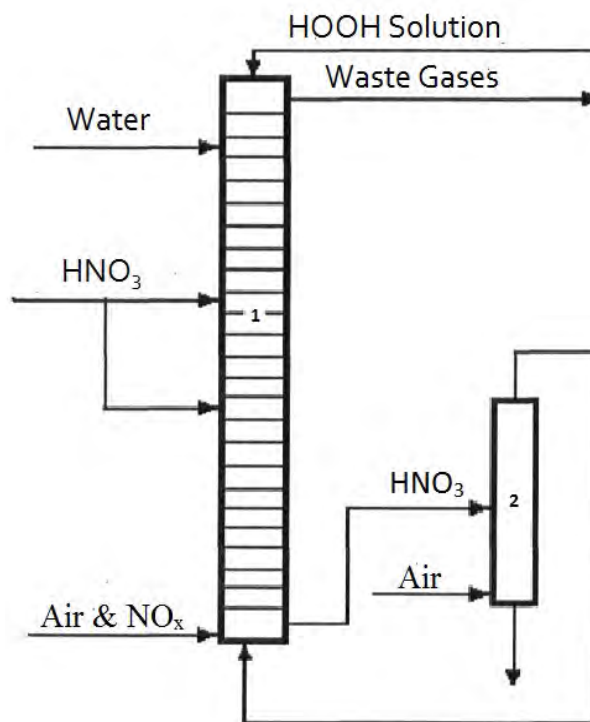 HOOH Solution
Waste Gases
Water
HNO₃
1
HNO₃
2
Air
Air & NOₓ